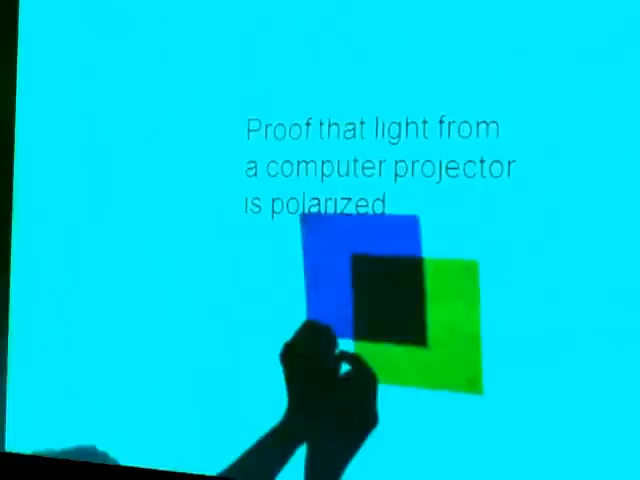 Proof that light from
a computer projector
is polarized